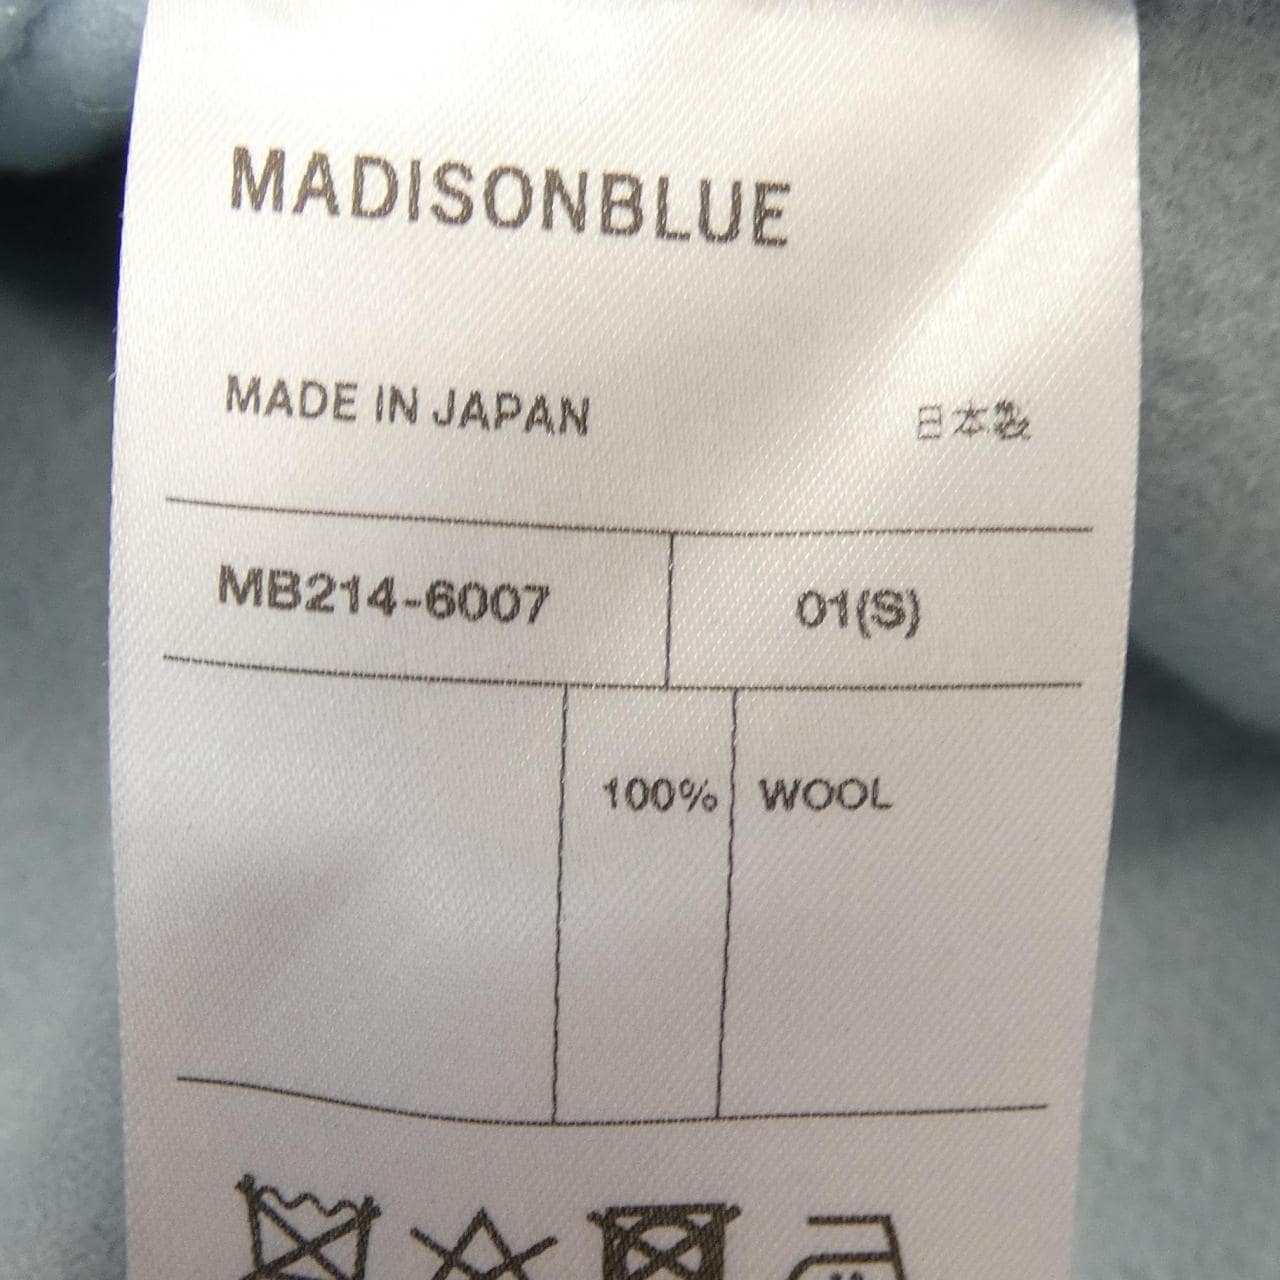 MADISONBLUE
MADE IN JAPAN 日本製
MB214-6007 01(S)
100% WOOL